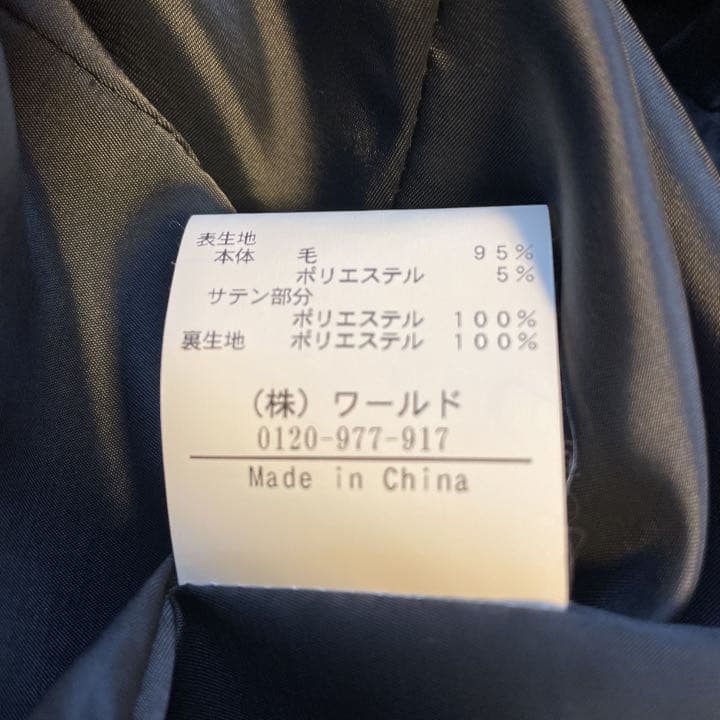 表生地
本体 毛 95%
ポリエステル 5%
サテン部分
ポリエステル 100%
裏生地 ポリエステル 100%
(株)ワールド
0120-977-917
Made in China